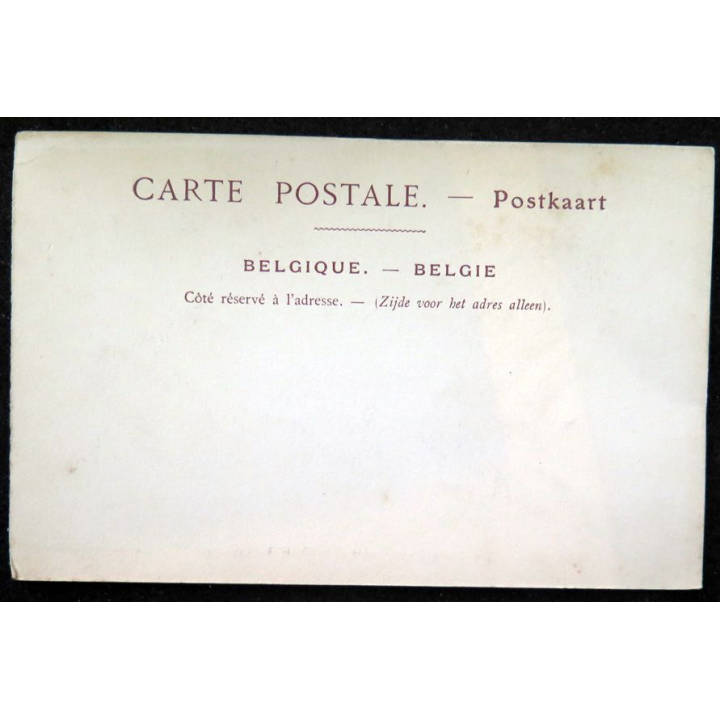 CARTE POSTALE. — Postkaart
BELGIQUE. — BELGIE
Côté réservé à l'adresse. — (Zijde voor het adres alleen).